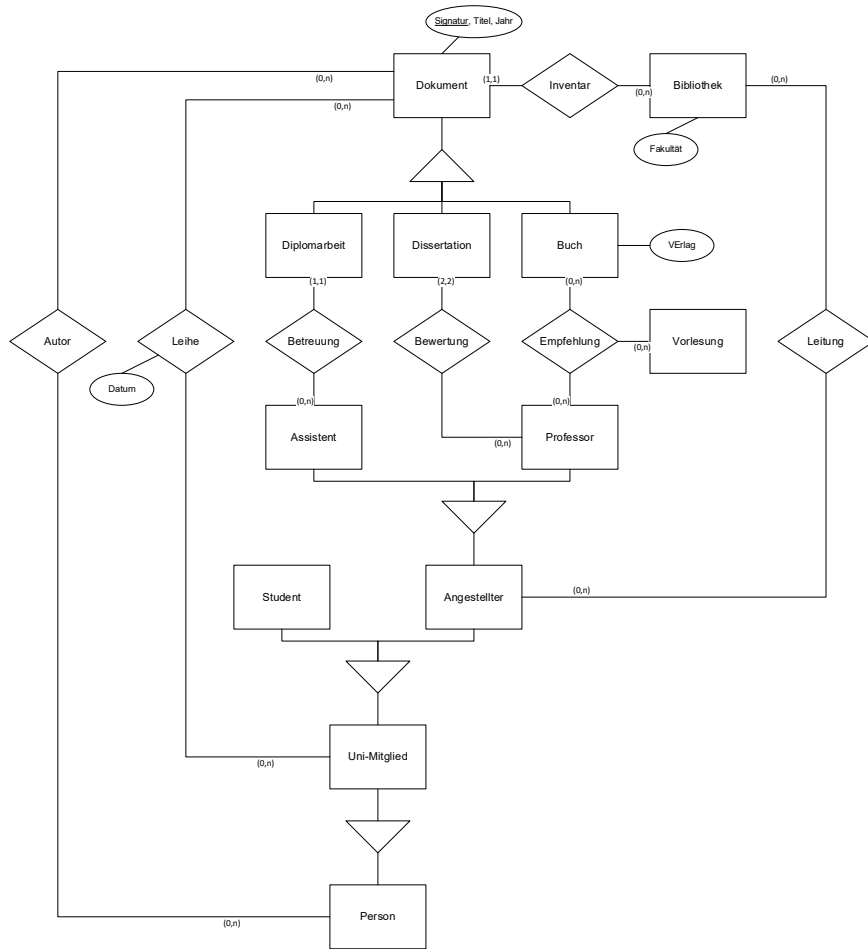 Signatur, Titel, Jahr
(0,n)
Dokument
(1,1)
Inventar
(0,n)
Bibliothek
(0,n)
(0,n)
Fakultät
Diplomarbeit
Dissertation
Buch
VErlag
(1,1)
(2,2)
(0,n)
Autor
Leihe
Betreuung
Bewertung
Empfehlung
(0,n)
Vorlesung
Leitung
Datum
(0,n)
(0,n)
Assistent
(0,n)
Professor
Student
Angestellter
(0,n)
Uni-Mitglied
(0,n)
Person
(0,n)